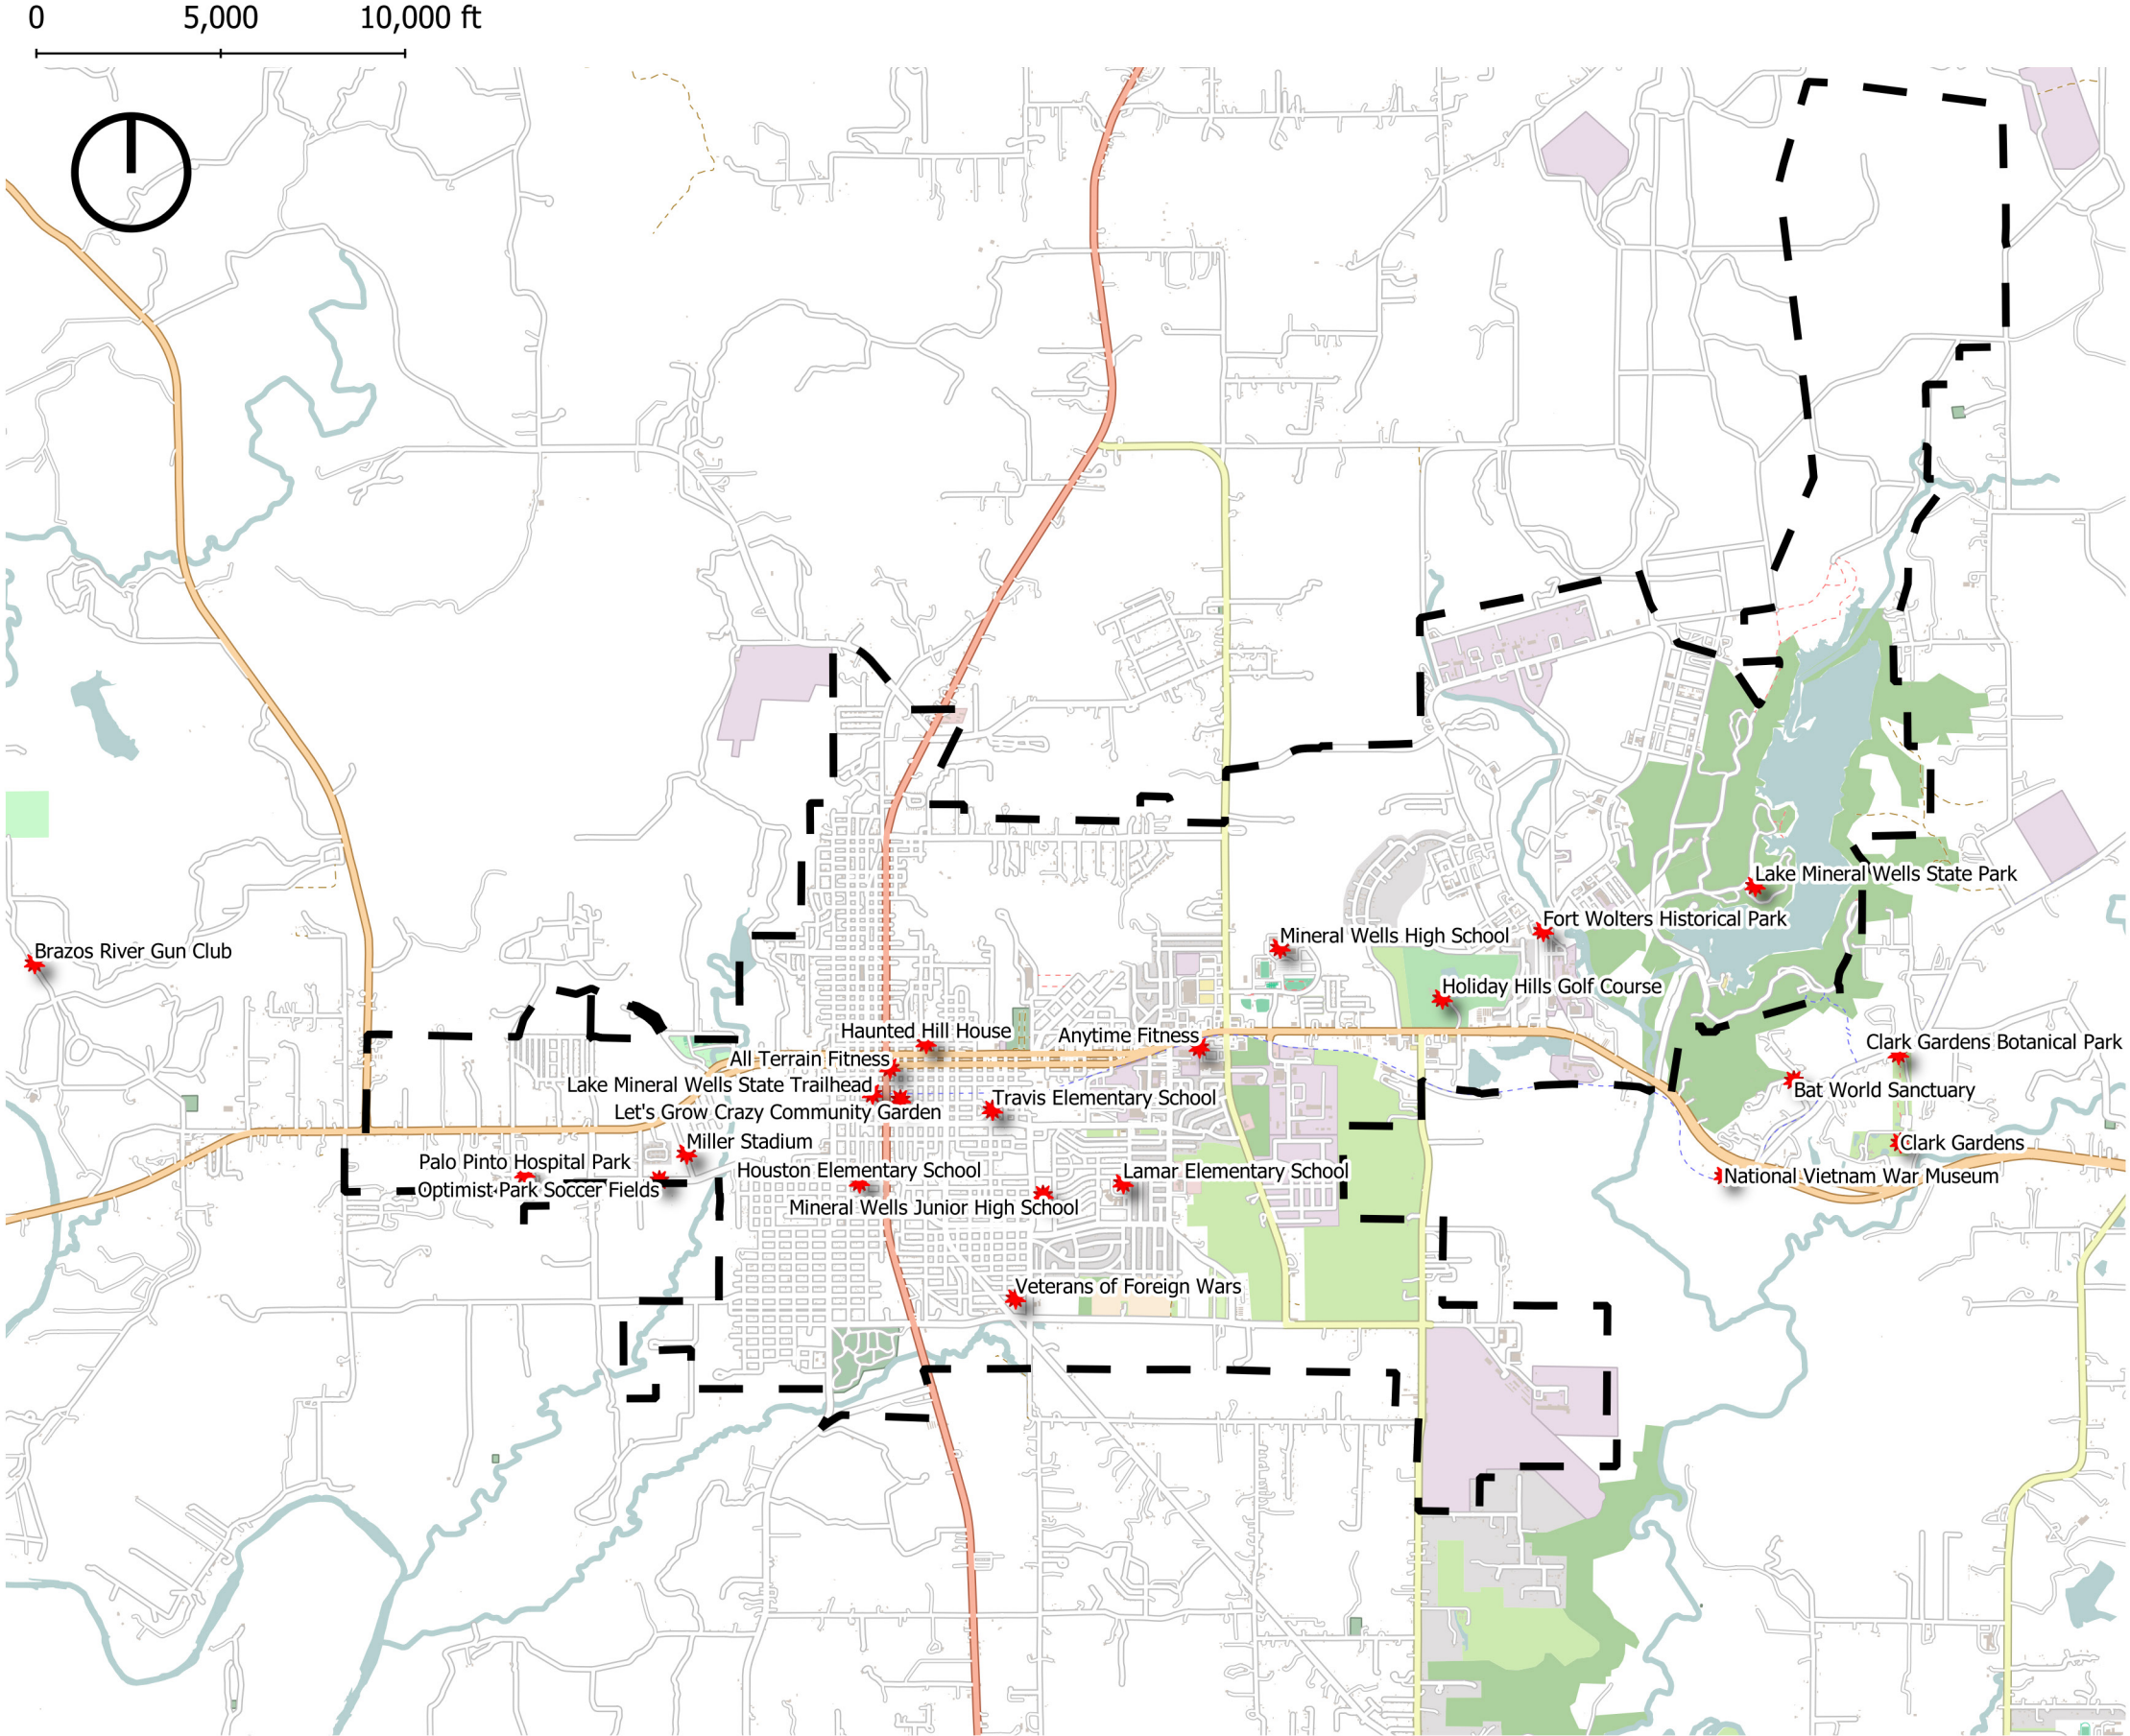 0 5,000 10,000 ft
Lake Mineral Wells State Park
Fort Wolters Historical Park
Mineral Wells High School
Brazos River Gun Club
Holiday Hills Golf Course
Haunted Hill House
Anytime Fitness
Clark Gardens Botanical Park
All Terrain Fitness
Lake Mineral Wells State Trailhead
Bat World Sanctuary
Travis Elementary School
Let's Grow Crazy Community Garden
Miller Stadium
Clark Gardens
Palo Pinto Hospital Park
Houston Elementary School
Lamar Elementary School
National Vietnam War Museum
Optimist Park Soccer Fields
Mineral Wells Junior High School
Veterans of Foreign Wars